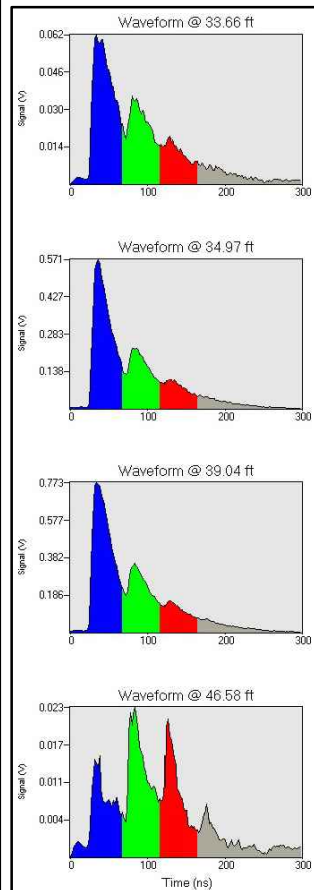 Waveform @ 33.66 ft
0.062
0.046
0.030
0.014
Signal (V)
0 100 200 300
Waveform @ 34.97 ft
0.571
0.427
0.283
0.138
Signal (V)
0 100 200 300
Waveform @ 39.04 ft
0.773
0.577
0.382
0.186
Signal (V)
0 100 200 300
Waveform @ 46.58 ft
0.023
0.017
0.011
0.004
Signal (V)
0 100 200 300
Time (ns)